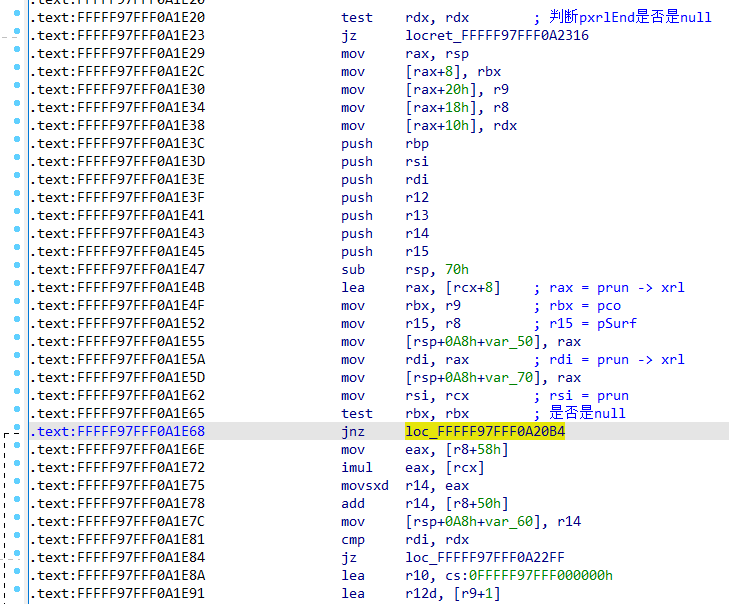 .text:FFFFF97FFF0A1E20 test rdx, rdx ; 判断pxrlEnd是否是null
.text:FFFFF97FFF0A1E23 jz locret_FFFFF97FFF0A2316
.text:FFFFF97FFF0A1E29 mov rax, rsp
.text:FFFFF97FFF0A1E2C mov [rax+8], rbx
.text:FFFFF97FFF0A1E30 mov [rax+20h], r9
.text:FFFFF97FFF0A1E34 mov [rax+18h], r8
.text:FFFFF97FFF0A1E38 mov [rax+10h], rdx
.text:FFFFF97FFF0A1E3C push rbp
.text:FFFFF97FFF0A1E3D push rsi
.text:FFFFF97FFF0A1E3E push rdi
.text:FFFFF97FFF0A1E3F push r12
.text:FFFFF97FFF0A1E41 push r13
.text:FFFFF97FFF0A1E43 push r14
.text:FFFFF97FFF0A1E45 push r15
.text:FFFFF97FFF0A1E47 sub rsp, 70h
.text:FFFFF97FFF0A1E4B lea rax, [rcx+8] ; rax = prun -> xrl
.text:FFFFF97FFF0A1E4F mov rbx, r9 ; rbx = pco
.text:FFFFF97FFF0A1E52 mov r15, r8 ; r15 = pSurf
.text:FFFFF97FFF0A1E55 mov [rsp+0A8h+var_50], rax
.text:FFFFF97FFF0A1E5A mov rdi, rax ; rdi = prun -> xrl
.text:FFFFF97FFF0A1E5D mov [rsp+0A8h+var_70], rax
.text:FFFFF97FFF0A1E62 mov rsi, rcx ; rsi = prun
.text:FFFFF97FFF0A1E65 test rbx, rbx ; 是否是null
.text:FFFFF97FFF0A1E68 jnz loc_FFFFF97FFF0A20B4
.text:FFFFF97FFF0A1E6E mov eax, [r8+58h]
.text:FFFFF97FFF0A1E72 imul eax, [rcx]
.text:FFFFF97FFF0A1E75 movsxd r14, eax
.text:FFFFF97FFF0A1E78 add r14, [r8+50h]
.text:FFFFF97FFF0A1E7C mov [rsp+0A8h+var_60], r14
.text:FFFFF97FFF0A1E81 cmp rdi, rdx
.text:FFFFF97FFF0A1E84 jz loc_FFFFF97FFF0A22FF
.text:FFFFF97FFF0A1E8A lea r10, cs:0FFFFF97FFF000000h
.text:FFFFF97FFF0A1E91 lea r12d, [r9+1]